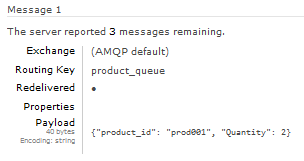 Message 1
The server reported 3 messages remaining.
Exchange (AMQP default)
Routing Key product_queue
Redelivered ●
Properties
Payload
40 bytes
Encoding: string
{"product_id": "prod001", "Quantity": 2}